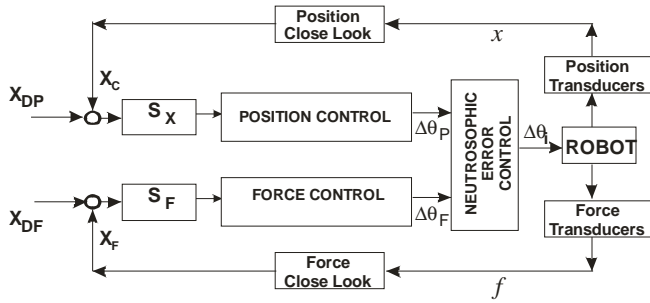 Position
Close Look
x
X_C
X_DP
S_X
POSITION CONTROL
Δθ_P
NEUTROSOPHIC
ERROR
CONTROL
Δθ_i
Position
Transducers
ROBOT
X_DF
S_F
FORCE CONTROL
Δθ_F
X_F
Force
Transducers
Force
Close Look
f